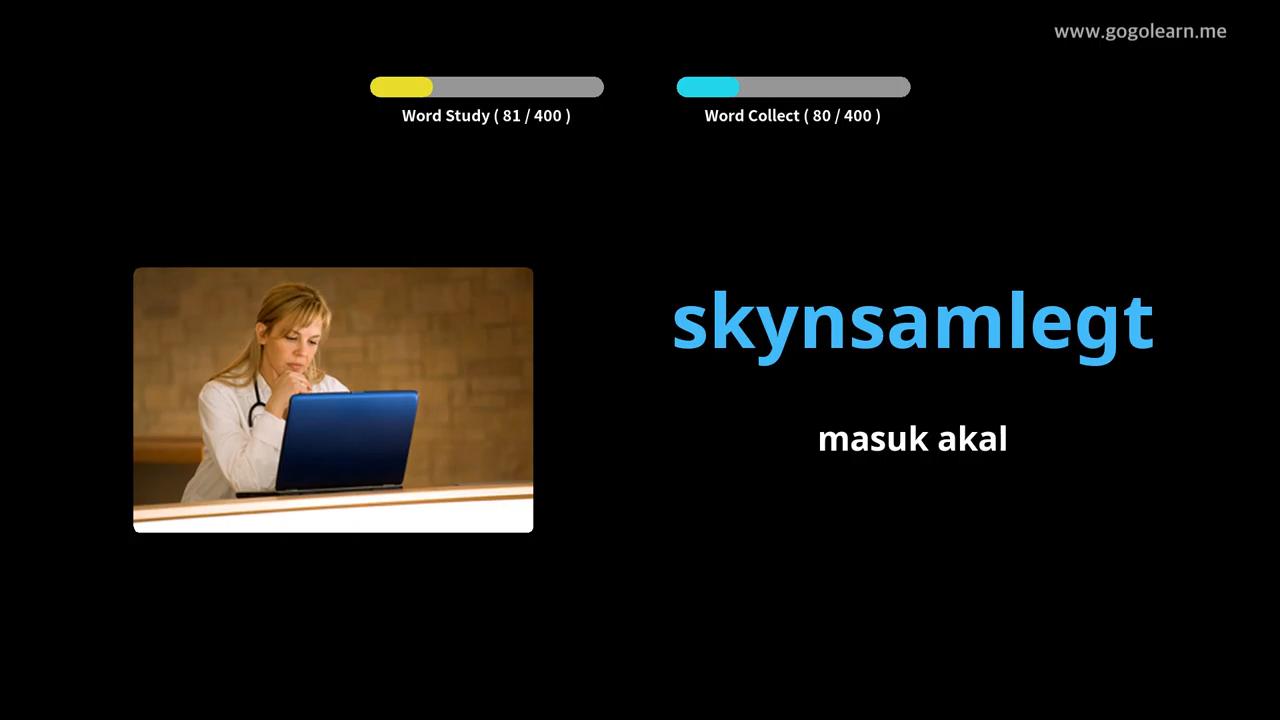 www.gogolearn.me
Word Study ( 81 / 400 )
Word Collect ( 80 / 400 )
skynsamlegt
masuk akal